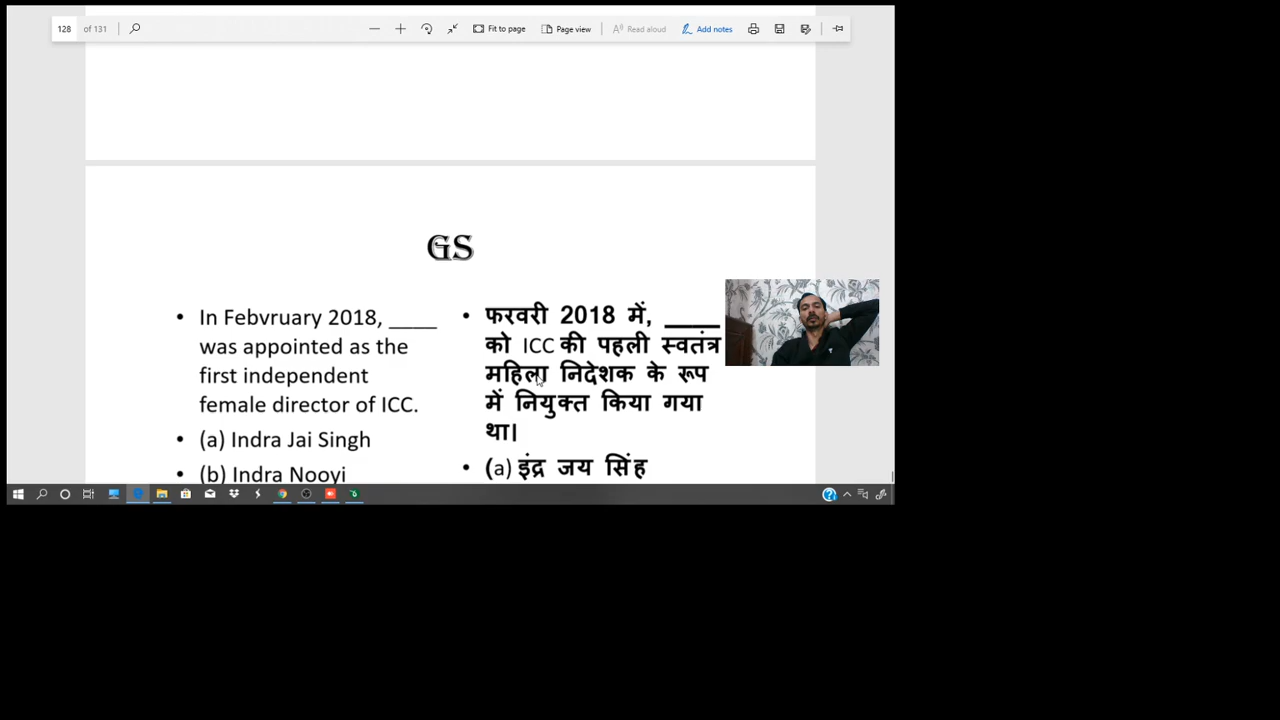 128 of 131
Fit to page
Page view
Read aloud
Add notes
GS
• In Febvruary 2018, ____
was appointed as the
first independent
female director of ICC.
• (a) Indra Jai Singh
• (b) Indra Nooyi
• फरवरी 2018 में, ____
को ICC की पहली स्वतंत्र
महिला निदेशक के रूप
में नियुक्त किया गया
था।
• (a) इंद्र जय सिंह